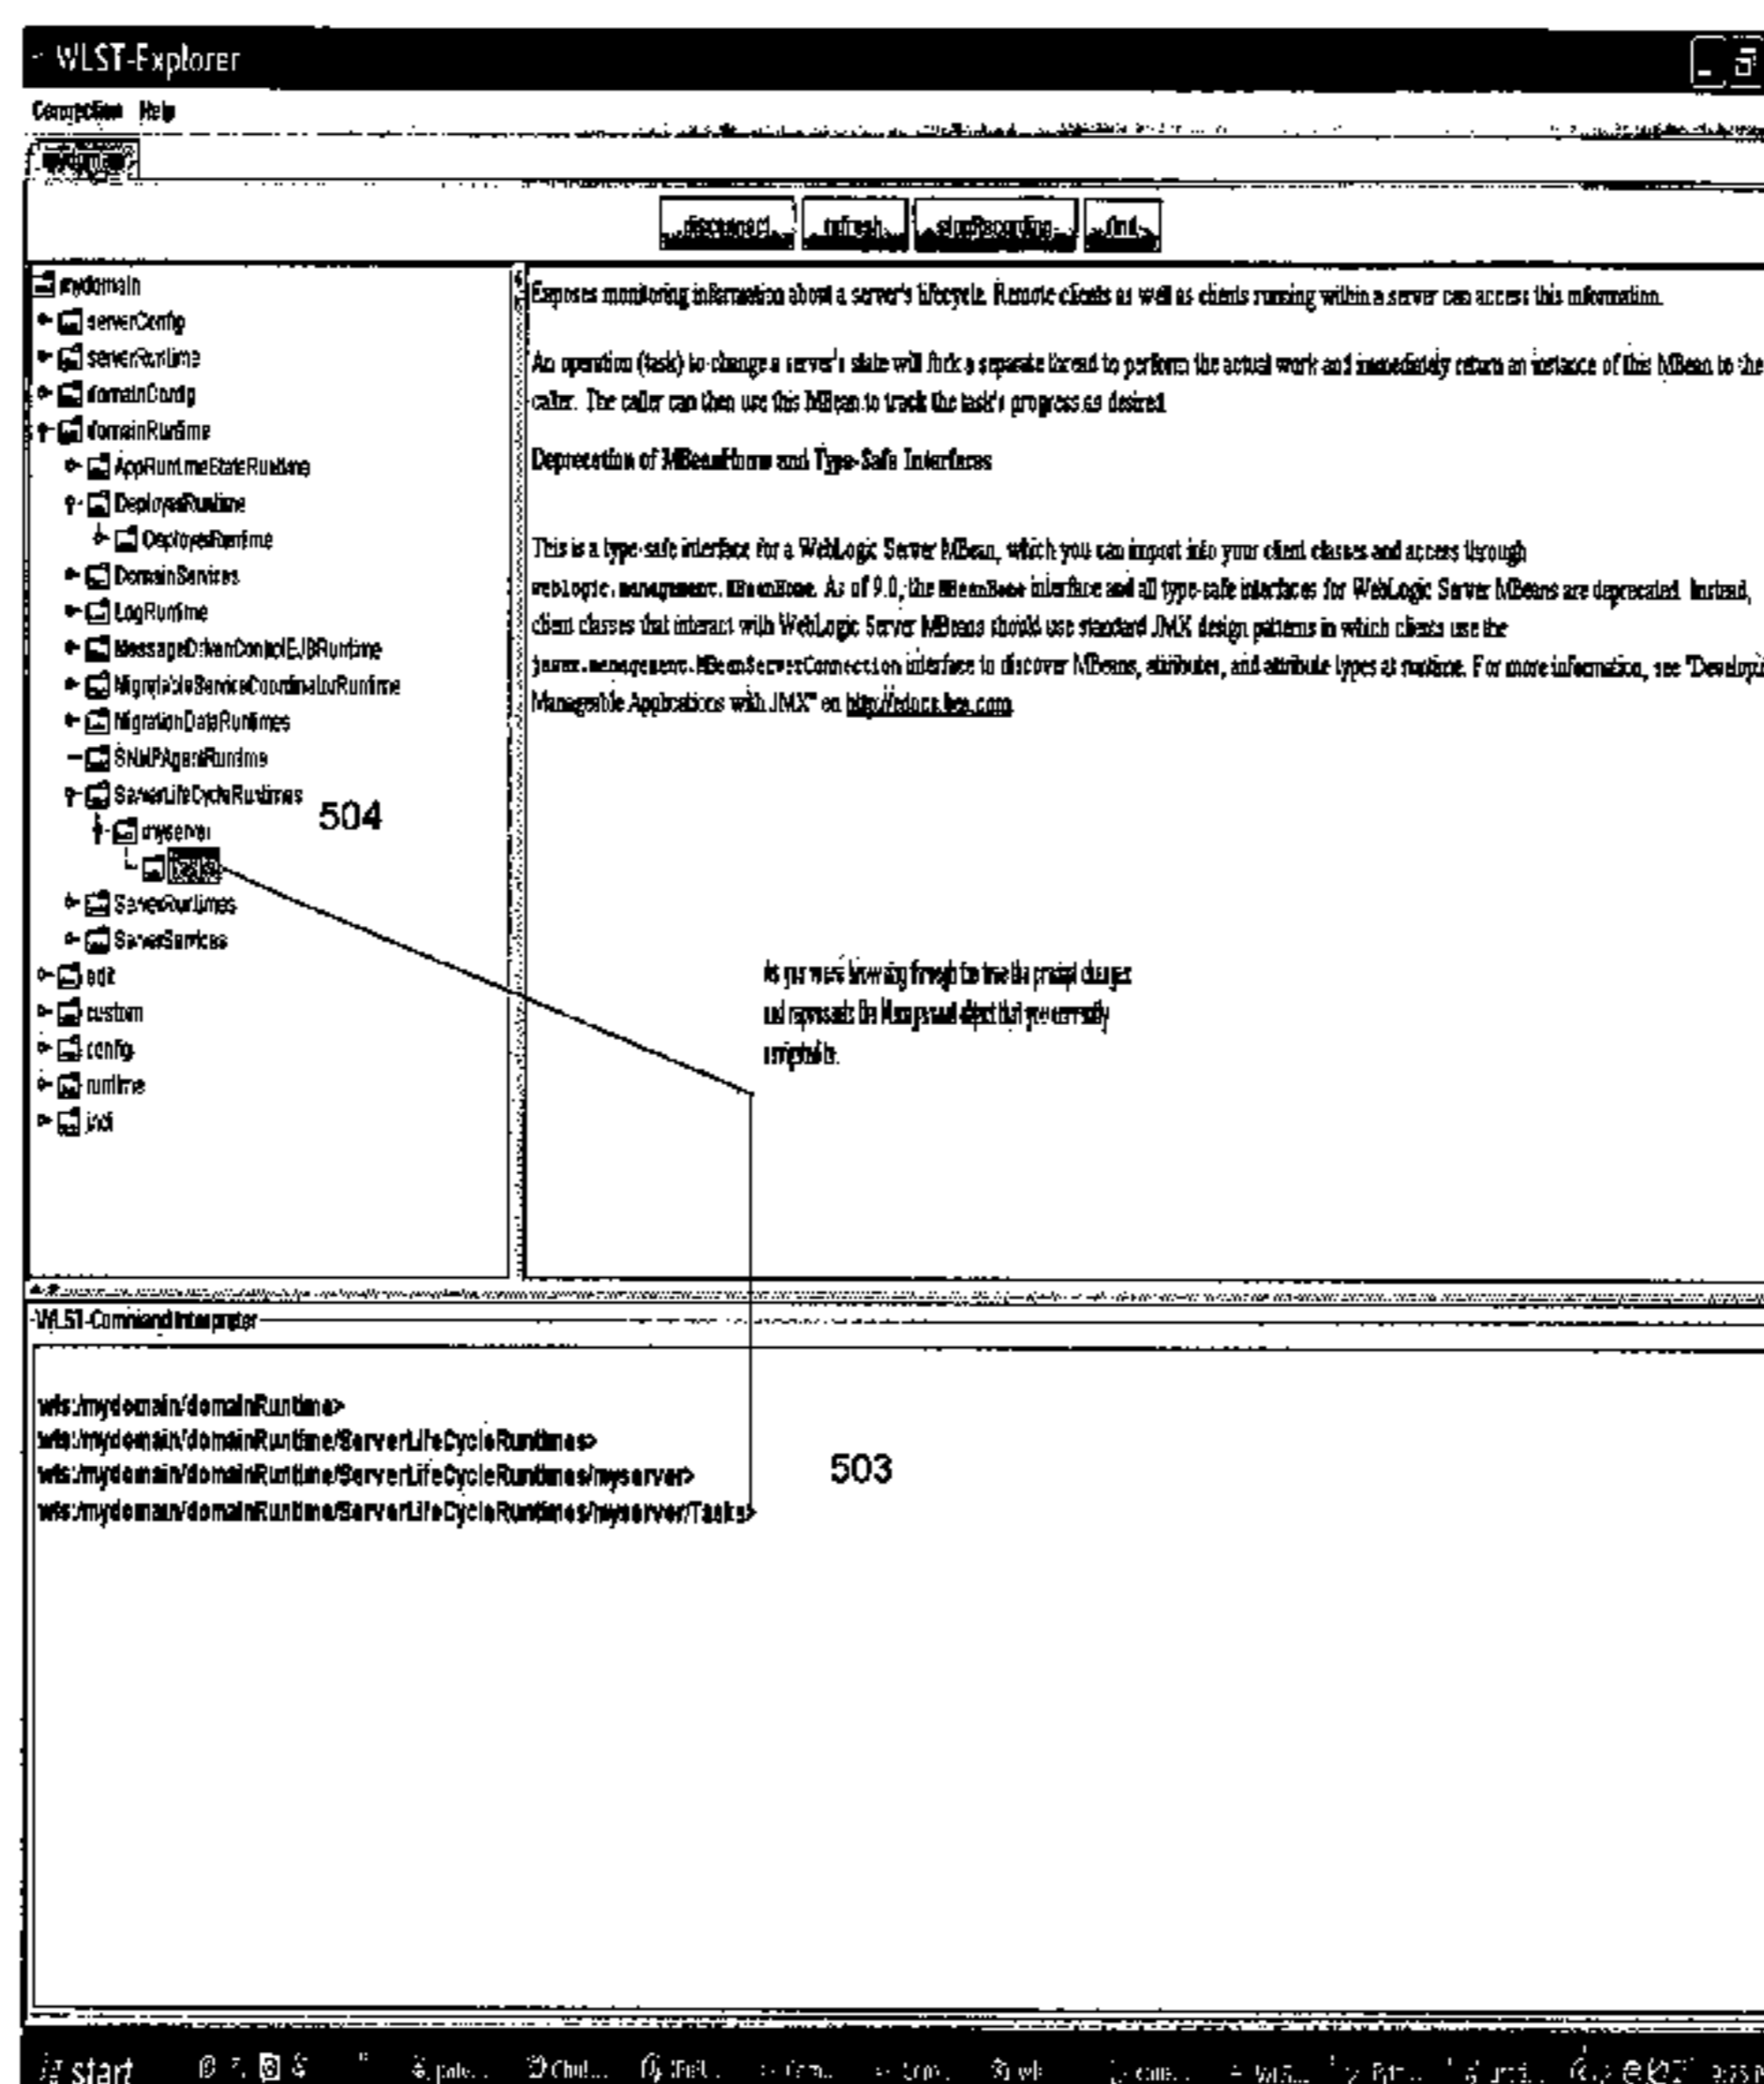 WLST-Explorer
Connection Help
mydomain
disconnect refresh stopRecording find
mydomain
serverConfig
serverRuntime
domainConfig
domainRuntime
AppRuntimeStateRuntime
DeployerRuntime
DeployerRuntime
DomainServices
LogRuntime
MessageDrivenControlEJBRuntime
MigratableServiceCoordinatorRuntime
MigrationDataRuntimes
SNMPAgentRuntime
ServerLifeCycleRuntimes
504
myserver
Tasks
ServerRuntimes
ServerServices
edit
custom
config
runtime
jndi
Exposes monitoring information about a server's lifecycle. Remote clients as well as clients running within a server can access this information.
An operation (task) to change a server's state will fork a separate thread to perform the actual work and immediately return an instance of this MBean to the
caller. The caller can then use this MBean to track the task's progress as desired.
Deprecation of MBeanHome and Type-Safe Interfaces
This is a type-safe interface for a WebLogic Server MBean, which you can import into your client classes and access through
weblogic.management.MBeanHome. As of 9.0, the MBeanHome interface and all type-safe interfaces for WebLogic Server MBeans are deprecated. Instead,
client classes that interact with WebLogic Server MBeans should use standard JMX design patterns in which clients use the
javax.management.MBeanServerConnection interface to discover MBeans, attributes, and attribute types at runtime. For more information, see "Developing
Manageable Applications with JMX" on http://edocs.bea.com.
WLST-Command Interpreter
wls:/mydomain/domainRuntime>
wls:/mydomain/domainRuntime/ServerLifeCycleRuntimes>
wls:/mydomain/domainRuntime/ServerLifeCycleRuntimes/myserver>
503
wls:/mydomain/domainRuntime/ServerLifeCycleRuntimes/myserver/Tasks>
start